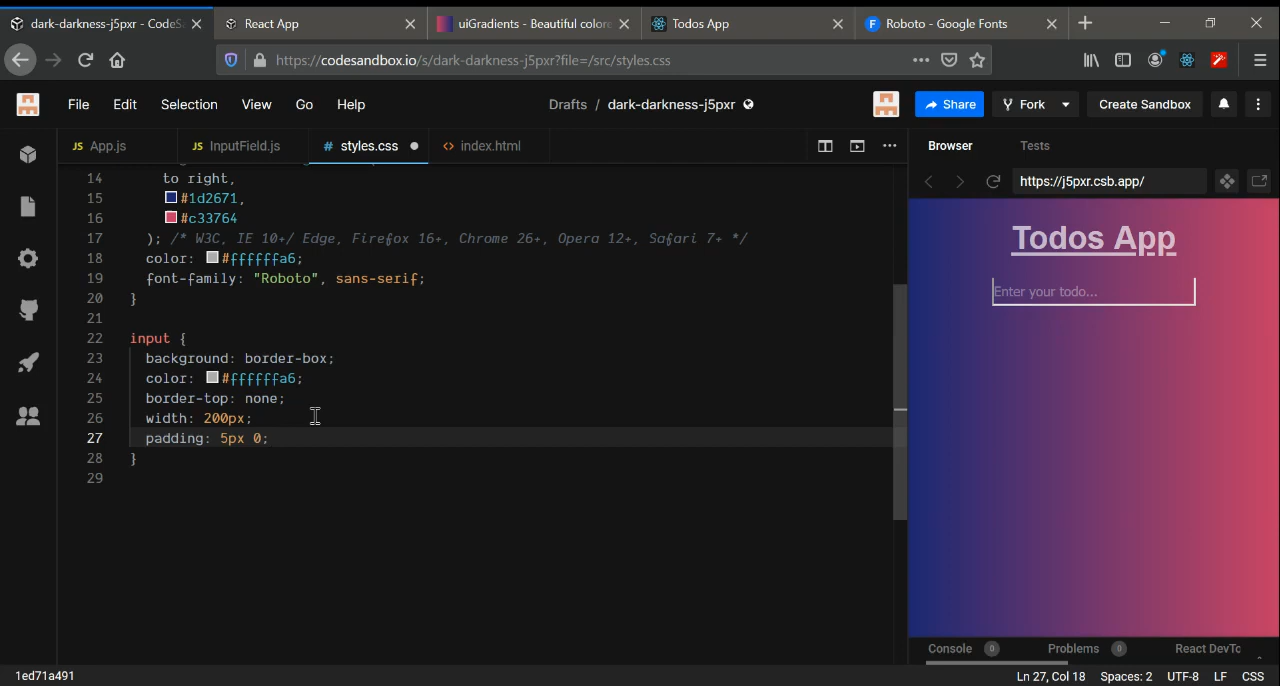 dark-darkness-j5pxr - CodeSa
React App
uiGradients - Beautiful colore
Todos App
Roboto - Google Fonts
https://codesandbox.io/s/dark-darkness-j5pxr?file=/src/styles.css
File Edit Selection View Go Help
Drafts / dark-darkness-j5pxr
Share
Fork
Create Sandbox
JS App.js
JS InputField.js
# styles.css
<> index.html
Browser
Tests
https://j5pxr.csb.app/
14 to right,
15 #1d2671,
16 #c33764
17 ); /* W3C, IE 10+/ Edge, Firefox 16+, Chrome 26+, Opera 12+, Safari 7+ */
18 color: #ffffffa6;
19 font-family: "Roboto", sans-serif;
20 }
21
22 input {
23 background: border-box;
24 color: #ffffffa6;
25 border-top: none;
26 width: 200px;
27 padding: 5px 0;
28 }
29
Todos App
Enter your todo...
Console 0
Problems 0
React DevTo
1ed71a491
Ln 27, Col 18 Spaces: 2 UTF-8 LF CSS